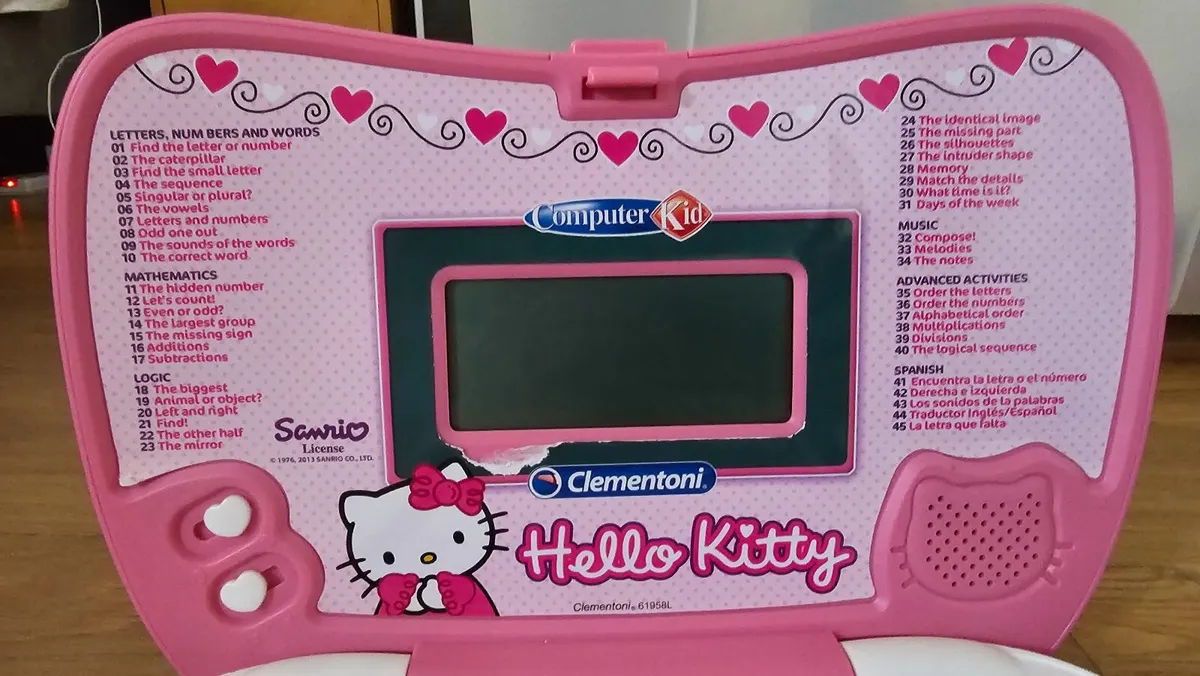 LETTERS, NUM BERS AND WORDS
01 Find the letter or number
02 The caterpillar
03 Find the small letter
04 The sequence
05 Singular or plural?
06 The vowels
07 Letters and numbers
08 Odd one out
09 The sounds of the words
10 The correct word
MATHEMATICS
11 The hidden number
12 Let's count!
13 Even or odd?
14 The largest group
15 The missing sign
16 Additions
17 Subtractions
LOGIC
18 The biggest
19 Animal or object?
20 Left and right
21 Find!
22 The other half
23 The mirror
Sanrio
License
© 1976, 2013 SANRIO CO., LTD.
Computer Kid
24 The identical image
25 The missing part
26 The silhouettes
27 The intruder shape
28 Memory
29 Match the details
30 What time is it?
31 Days of the week
MUSIC
32 Compose!
33 Melodies
34 The notes
ADVANCED ACTIVITIES
35 Order the letters
36 Order the numbers
37 Alphabetical order
38 Multiplications
39 Divisions
40 The logical sequence
SPANISH
41 Encuentra la letra o el número
42 Derecha e izquierda
43 Los sonidos de la palabras
44 Traductor Inglés/Español
45 La letra que falta
Clementoni®
Hello Kitty
Clementoni® 61958L